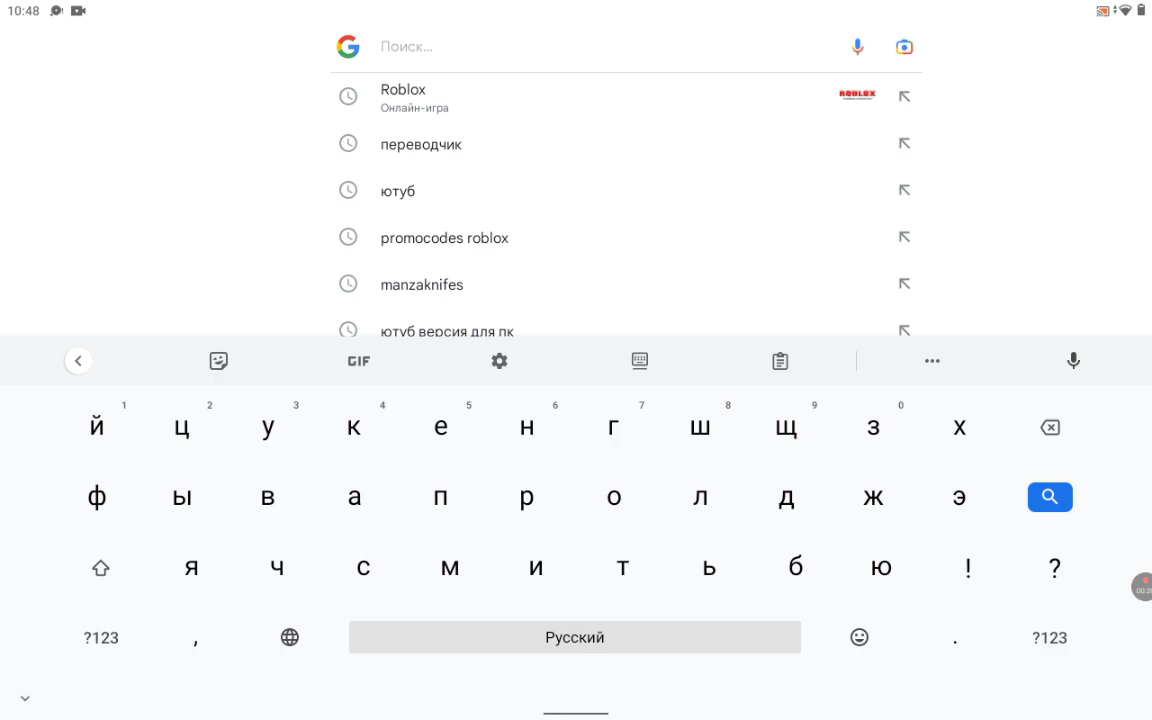 10:48
Поиск...
Roblox
Онлайн-игра
ROBLOX
переводчик
ютуб
promocodes roblox
manzaknifes
ютуб версия для пк
GIF
1 2 3 4 5 6 7 8 9 0
й ц у к е н г ш щ з х
ф ы в а п р о л д ж э
я ч с м и т ь б ю ! ?
?123 , Русский . ?123